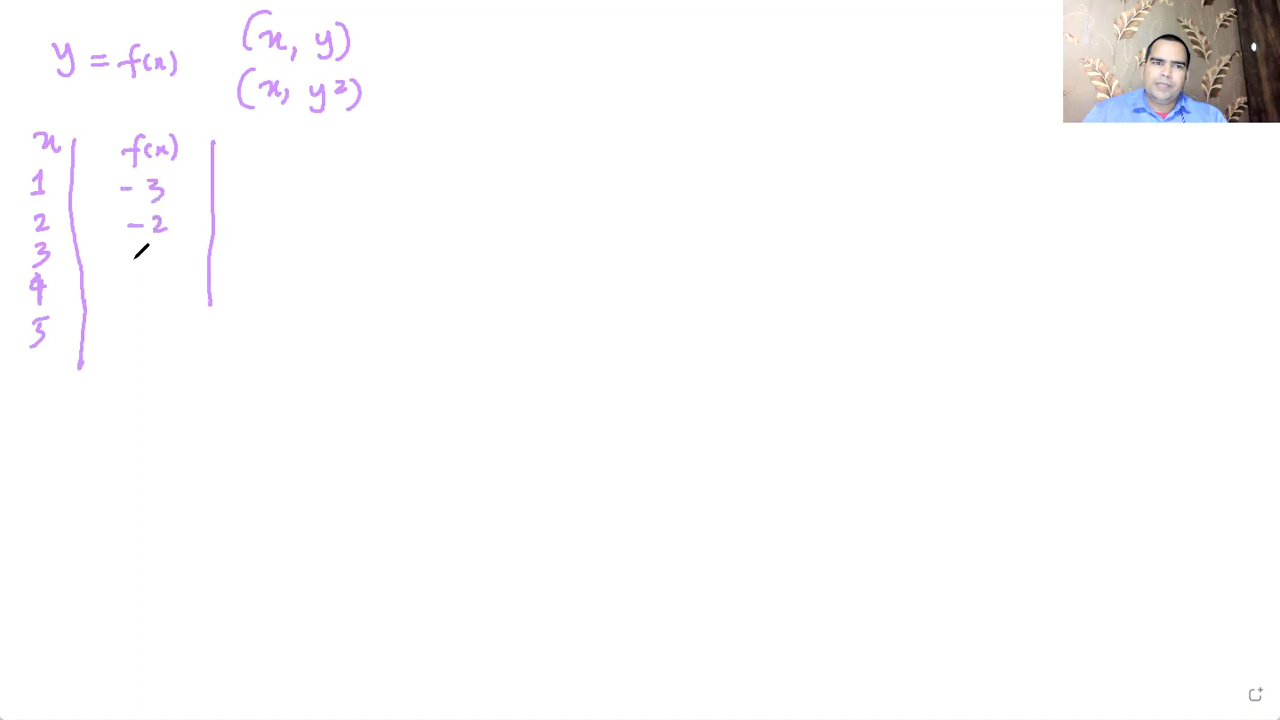 y = f(x) (x, y)
(x, y²)
x f(x)
1 -3
2 -2
3
4
5